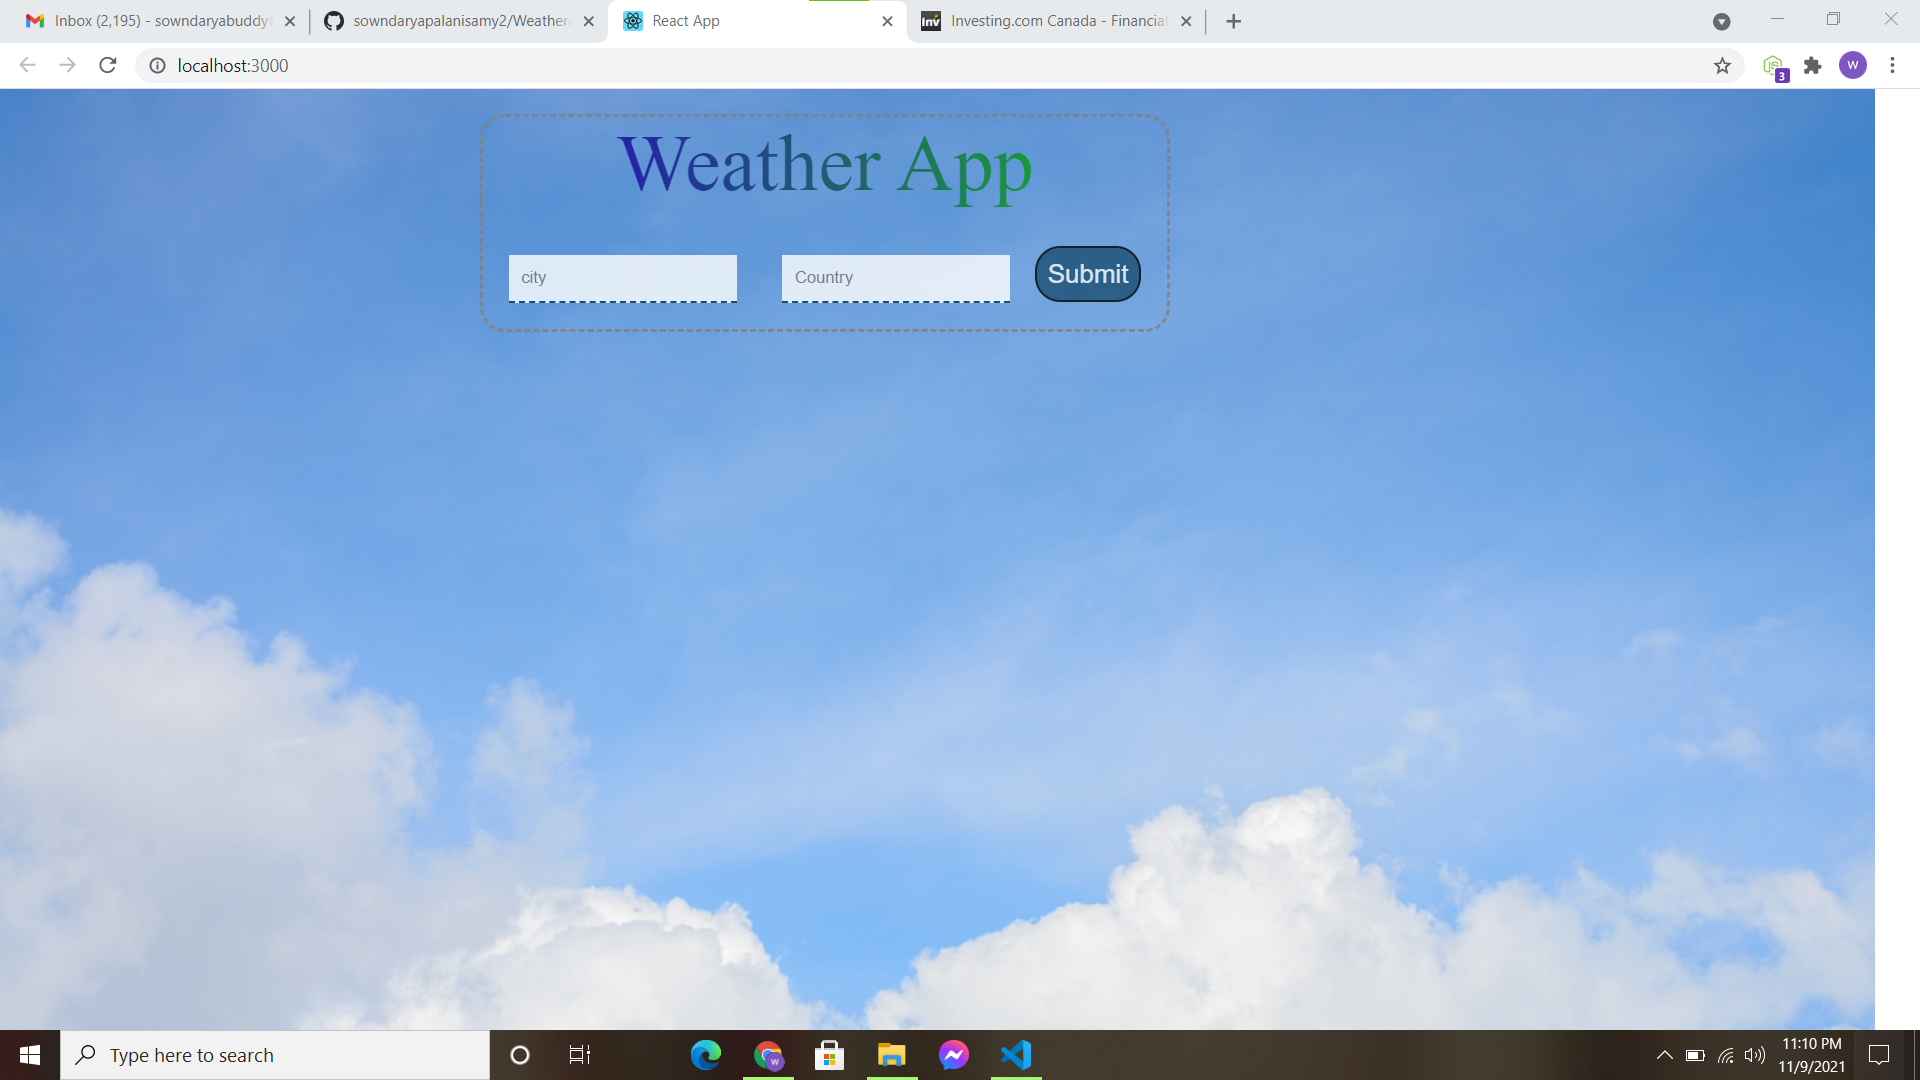 Inbox (2,195) - sowndaryabuddy
sowndaryapalanisamy2/Weather
React App
Investing.com Canada - Financial
localhost:3000
3
W
Weather App
city
Country
Submit
Type here to search
W
11:10 PM
11/9/2021